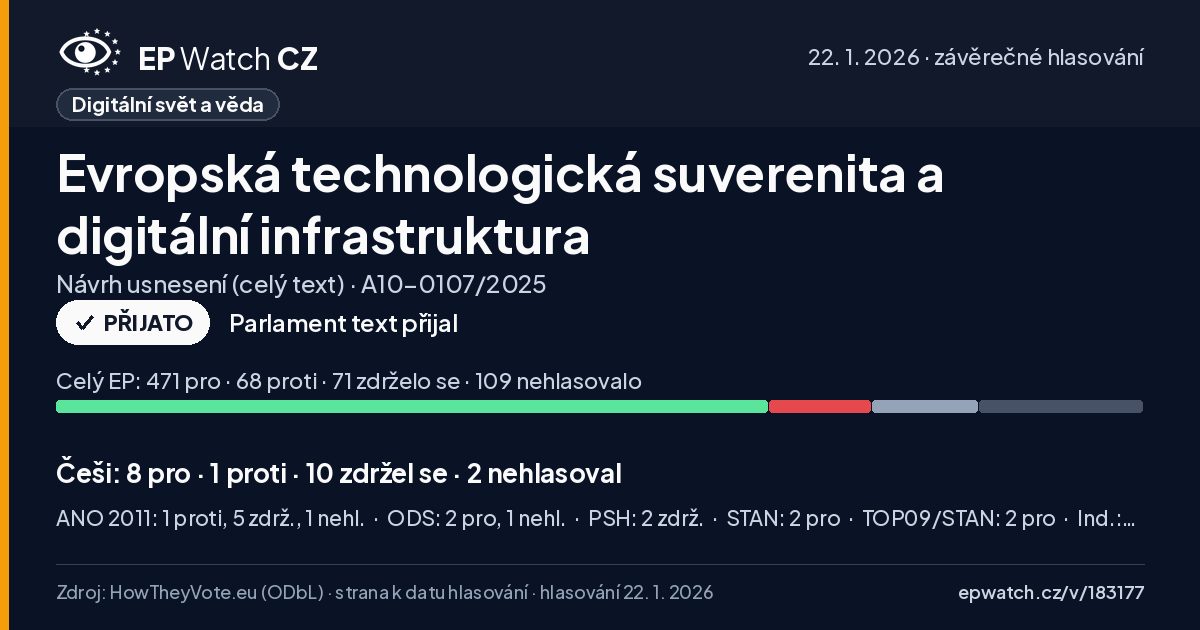 EP Watch CZ
22. 1. 2026 · závěrečné hlasování
Digitální svět a věda
Evropská technologická suverenita a
digitální infrastruktura
Návrh usnesení (celý text) · A10–0107/2025
✓ PŘIJATO Parlament text přijal
Celý EP: 471 pro · 68 proti · 71 zdrželo se · 109 nehlasovalo
Češi: 8 pro · 1 proti · 10 zdržel se · 2 nehlasoval
ANO 2011: 1 proti, 5 zdrž., 1 nehl. · ODS: 2 pro, 1 nehl. · PSH: 2 zdrž. · STAN: 2 pro · TOP09/STAN: 2 pro · Ind.:…
Zdroj: HowTheyVote.eu (ODbL) · strana k datu hlasování · hlasování 22. 1. 2026
epwatch.cz/v/183177